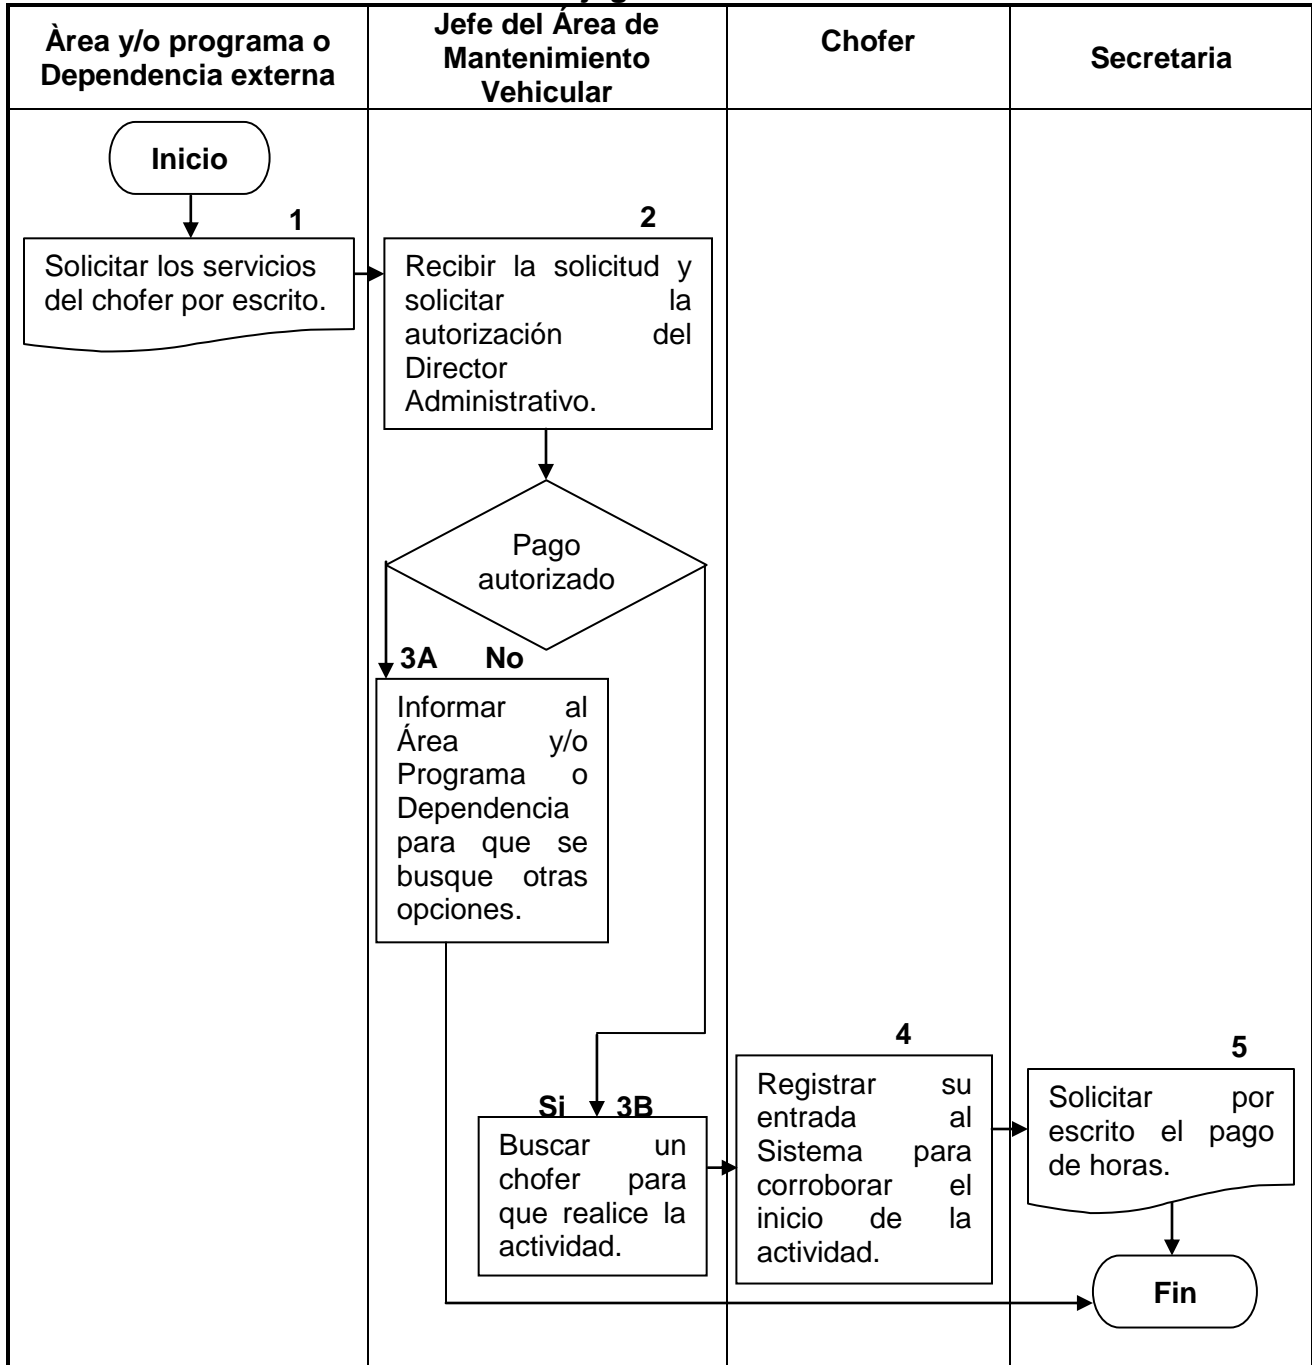 Àrea y/o programa o
Dependencia externa
Jefe del Área de
Mantenimiento
Vehicular
Chofer
Secretaria
Inicio
1
Solicitar los servicios
del chofer por escrito.
2
Recibir la solicitud y
solicitar la
autorización del
Director
Administrativo.
Pago
autorizado
3A No
Informar al
Área y/o
Programa o
Dependencia
para que se
busque otras
opciones.
Si 3B
Buscar un
chofer para
que realice la
actividad.
4
Registrar su
entrada al
Sistema para
corroborar el
inicio de la
actividad.
5
Solicitar por
escrito el pago
de horas.
Fin